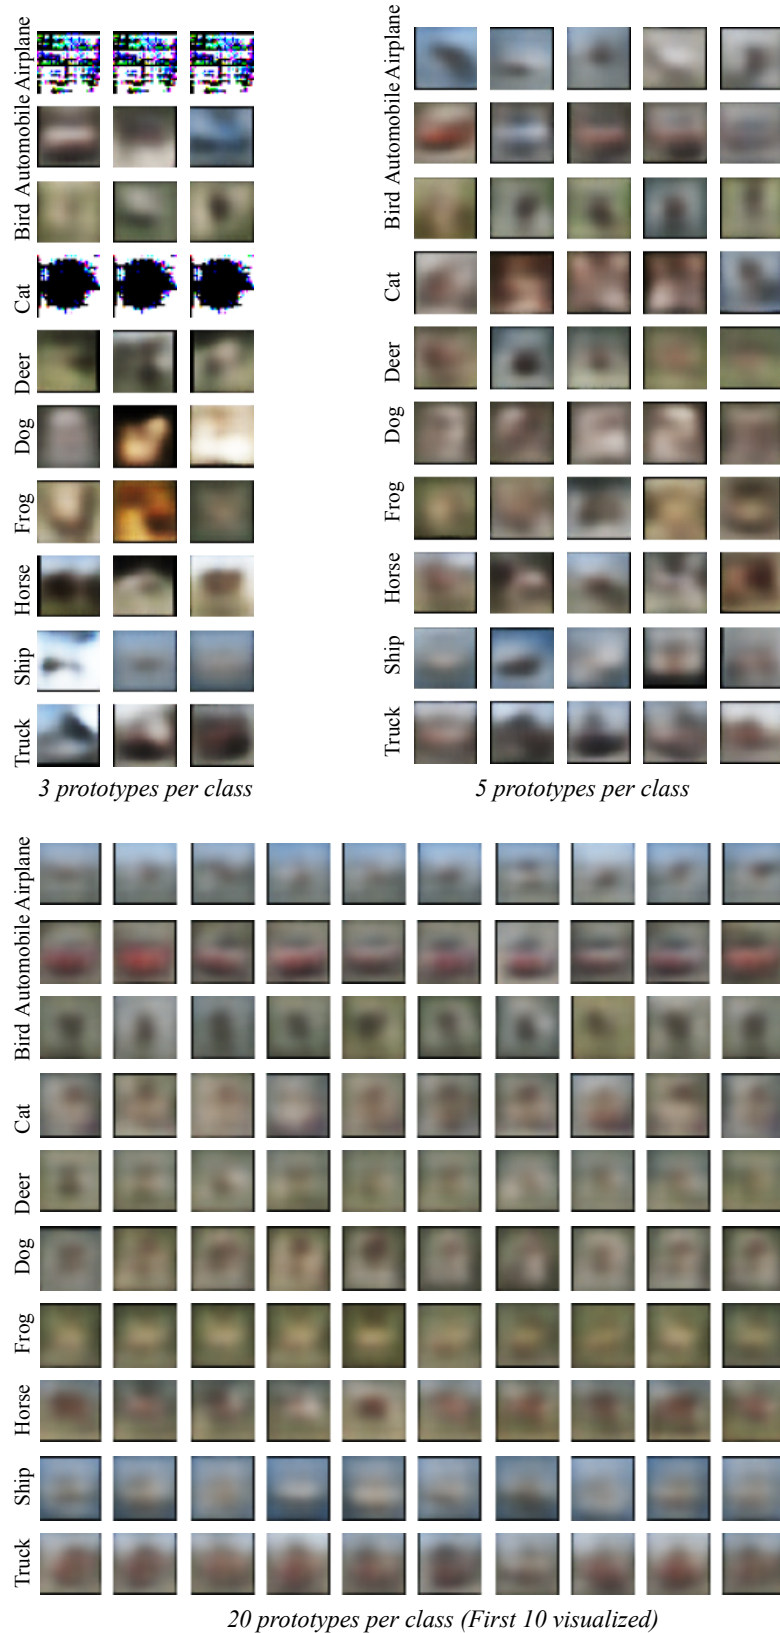 Airplane
Automobile
Bird
Cat
Deer
Dog
Frog
Horse
Ship
Truck
3 prototypes per class
Airplane
Automobile
Bird
Cat
Deer
Dog
Frog
Horse
Ship
Truck
5 prototypes per class
Airplane
Automobile
Bird
Cat
Deer
Dog
Frog
Horse
Ship
Truck
20 prototypes per class (First 10 visualized)